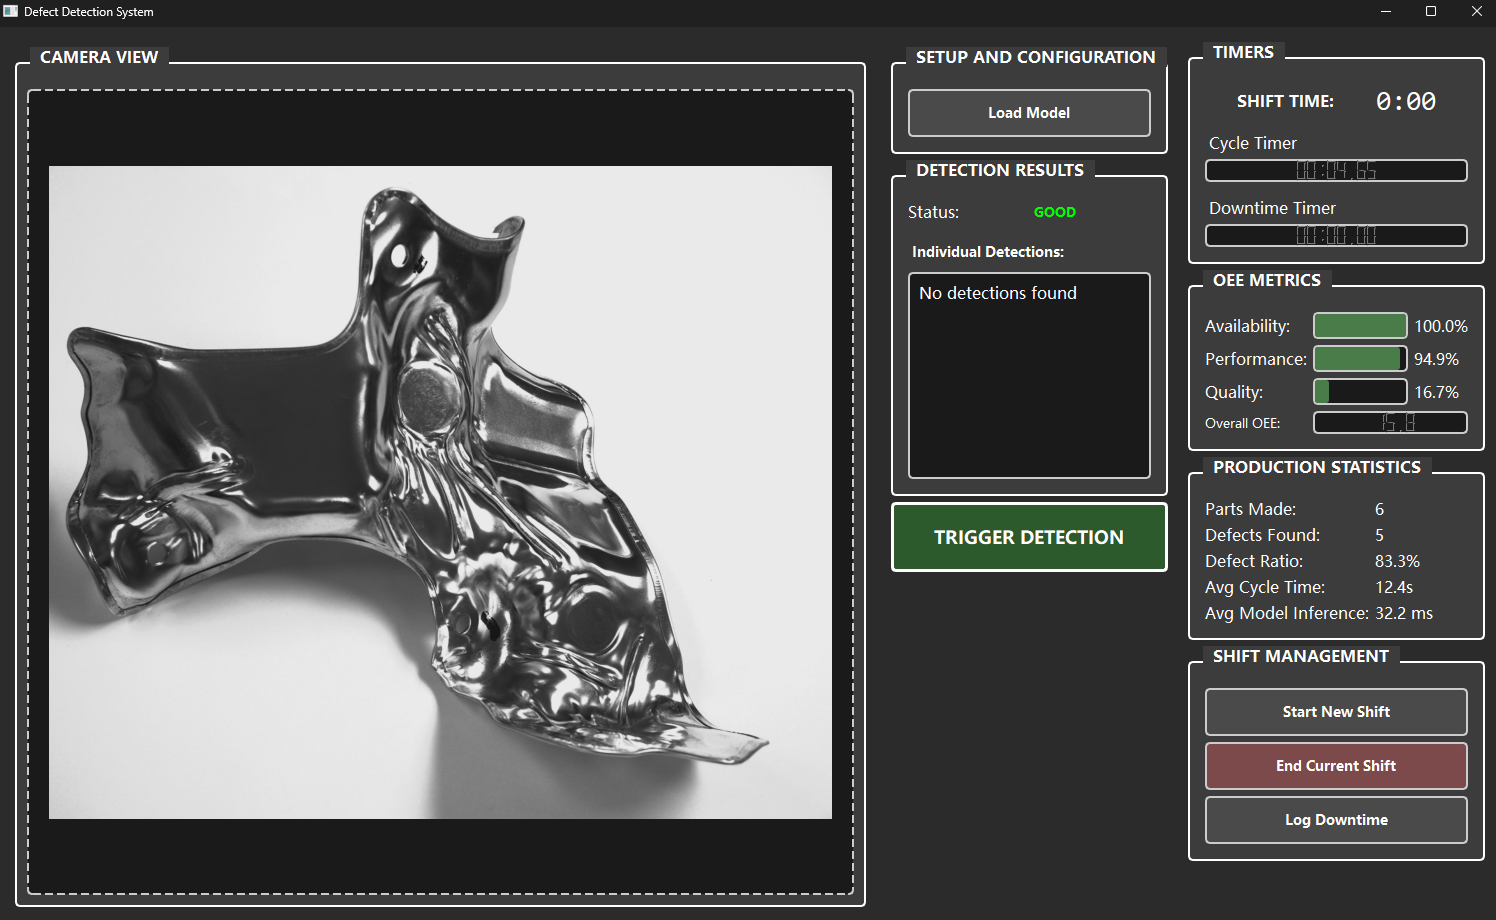 Defect Detection System
CAMERA VIEW
SETUP AND CONFIGURATION
Load Model
DETECTION RESULTS
Status: GOOD
Individual Detections:
No detections found
TRIGGER DETECTION
TIMERS
SHIFT TIME: 0:00
Cycle Timer
00:04.65
Downtime Timer
00:00.00
OEE METRICS
Availability: 100.0%
Performance: 94.9%
Quality: 16.7%
Overall OEE: 15.8
PRODUCTION STATISTICS
Parts Made: 6
Defects Found: 5
Defect Ratio: 83.3%
Avg Cycle Time: 12.4s
Avg Model Inference: 32.2 ms
SHIFT MANAGEMENT
Start New Shift
End Current Shift
Log Downtime